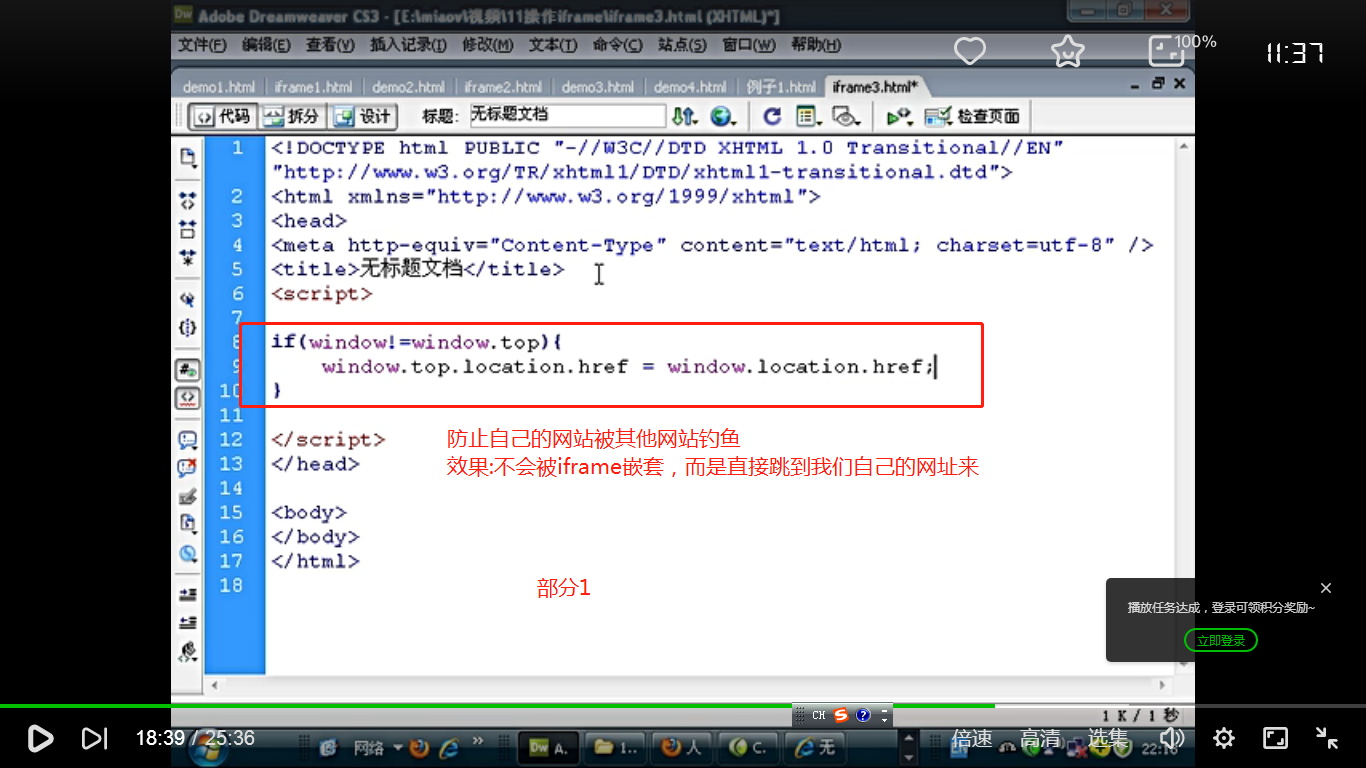 Adobe Dreamweaver CS3 - [E:\miaov\视频\11操作iframe\iframe3.html (XHTML)*]
文件(F) 编辑(E) 查看(V) 插入记录(I) 修改(M) 文本(T) 命令(C) 站点(S) 窗口(W) 帮助(H)
100%
11:37
demo1.html iframe1.html demo2.html iframe2.html demo3.html demo4.html 例子1.html iframe3.html*
代码 拆分 设计 标题: 无标题文档 检查页面
1 <!DOCTYPE html PUBLIC "-//W3C//DTD XHTML 1.0 Transitional//EN"
"http://www.w3.org/TR/xhtml1/DTD/xhtml1-transitional.dtd">
2 <html xmlns="http://www.w3.org/1999/xhtml">
3 <head>
4 <meta http-equiv="Content-Type" content="text/html; charset=utf-8" />
5 <title>无标题文档</title>
6 <script>
7
8 if(window!=window.top){
9 window.top.location.href = window.location.href;
10 }
11
12 </script>
防止自己的网站被其他网站钓鱼
13 </head>
效果:不会被iframe嵌套，而是直接跳到我们自己的网址来
14
15 <body>
16 </body>
17 </html>
18
部分1
播放任务达成，登录可领积分奖励~
立即登录
CH
1 K / 1 秒
18:39 / 25:36
网络
A.
1..
人
C.
无
倍速 高清 选集